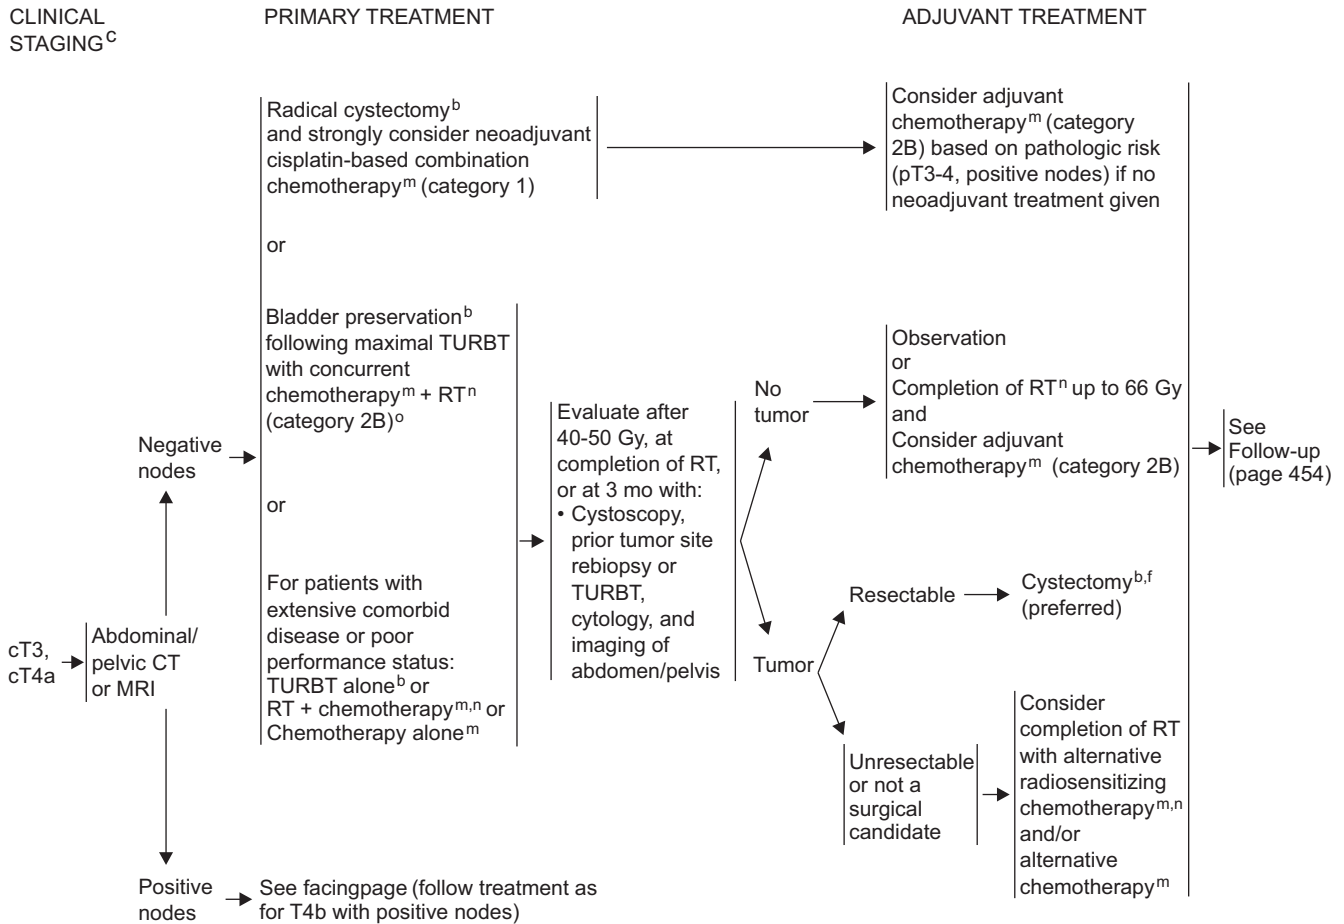 CLINICAL
STAGINGᶜ
PRIMARY TREATMENT
ADJUVANT TREATMENT
cT3,
cT4a
Abdominal/
pelvic CT
or MRI
Negative
nodes
Radical cystectomyᵇ
and strongly consider neoadjuvant
cisplatin-based combination
chemotherapyᵐ (category 1)
Consider adjuvant
chemotherapyᵐ (category
2B) based on pathologic risk
(pT3-4, positive nodes) if no
neoadjuvant treatment given
or
Bladder preservationᵇ
following maximal TURBT
with concurrent
chemotherapyᵐ + RTⁿ
(category 2B)ᵒ
or
For patients with
extensive comorbid
disease or poor
performance status:
TURBT aloneᵇ or
RT + chemotherapyᵐ,ⁿ or
Chemotherapy aloneᵐ
Evaluate after
40-50 Gy, at
completion of RT,
or at 3 mo with:
• Cystoscopy,
prior tumor site
rebiopsy or
TURBT,
cytology, and
imaging of
abdomen/pelvis
No
tumor
Observation
or
Completion of RTⁿ up to 66 Gy
and
Consider adjuvant
chemotherapyᵐ (category 2B)
Tumor
Resectable
Cystectomyᵇ,ᶠ
(preferred)
Unresectable
or not a
surgical
candidate
Consider
completion of RT
with alternative
radiosensitizing
chemotherapyᵐ,ⁿ
and/or
alternative
chemotherapyᵐ
See
Follow-up
(page 454)
Positive
nodes
See facingpage (follow treatment as
for T4b with positive nodes)